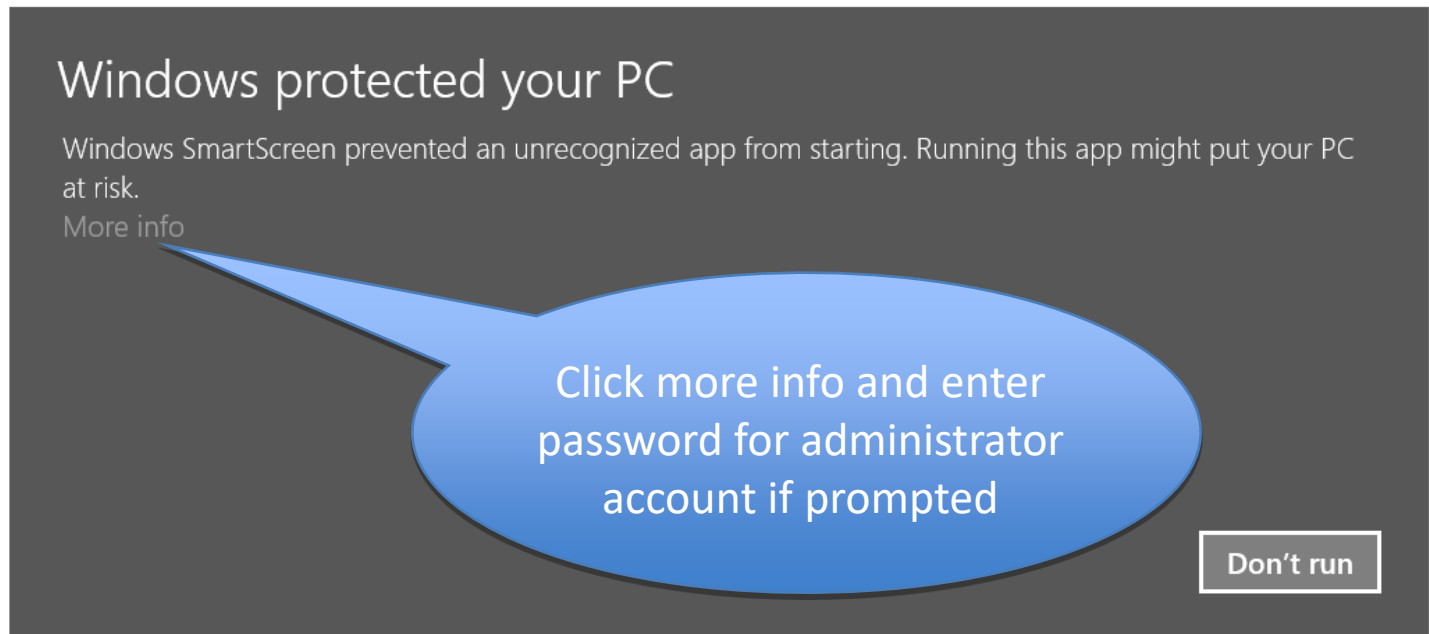 Windows protected your PC
Windows SmartScreen prevented an unrecognized app from starting. Running this app might put your PC
at risk.
More info
Click more info and enter
password for administrator
account if prompted
Don't run